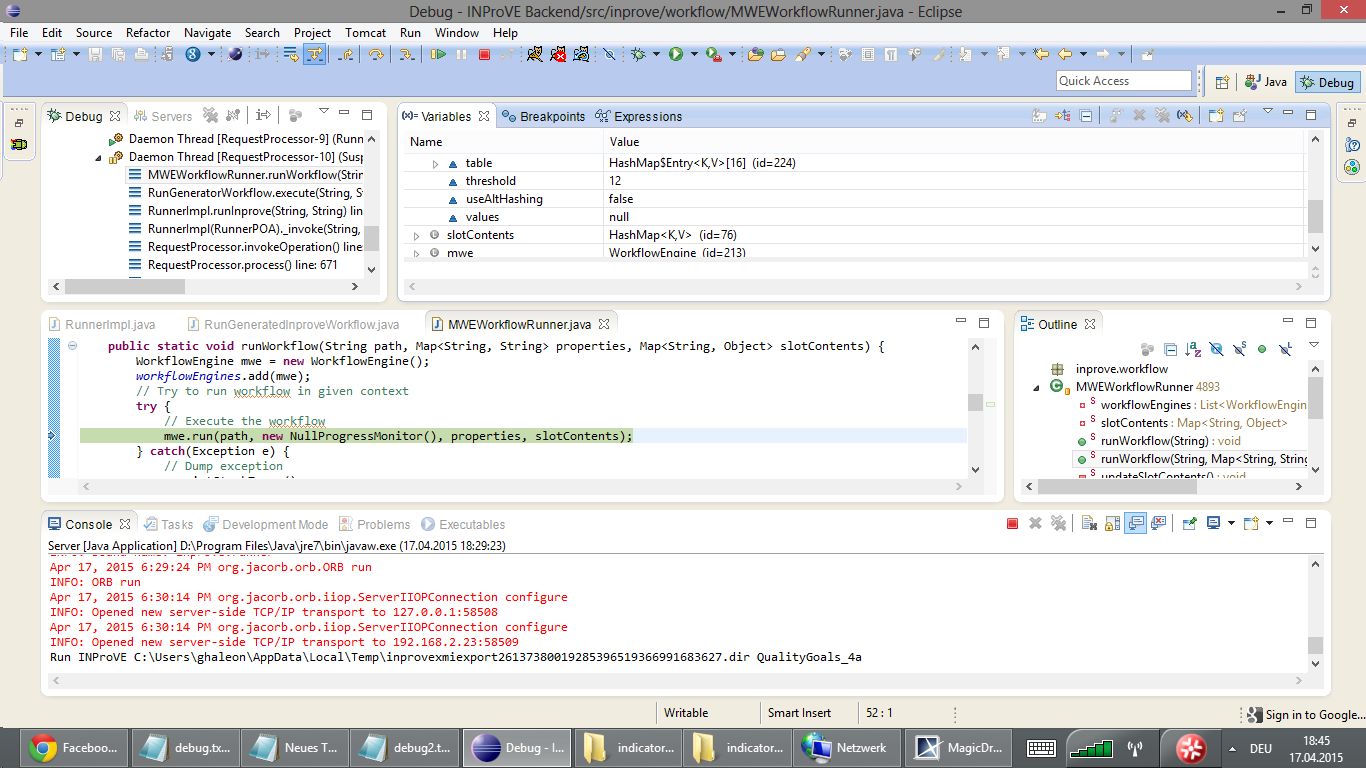 Debug - INProVE Backend/src/inprove/workflow/MWEWorkflowRunner.java - Eclipse
File Edit Source Refactor Navigate Search Project Tomcat Run Window Help
Quick Access Java Debug
Debug Servers
Daemon Thread [RequestProcessor-9] (Runn
Daemon Thread [RequestProcessor-10] (Susp
MWEWorkflowRunner.runWorkflow(Strin
RunGeneratorWorkflow.execute(String, S
RunnerImpl.runInprove(String, String) lin
RunnerImpl(RunnerPOA)._invoke(String,
RequestProcessor.invokeOperation() line:
RequestProcessor.process() line: 671
Variables Breakpoints Expressions
Name Value
table HashMap$Entry<K,V>[16] (id=224)
threshold 12
useAltHashing false
values null
slotContents HashMap<K,V> (id=76)
mwe WorkflowEngine (id=213)
RunnerImpl.java RunGeneratedInproveWorkflow.java MWEWorkflowRunner.java
public static void runWorkflow(String path, Map<String, String> properties, Map<String, Object> slotContents) {
WorkflowEngine mwe = new WorkflowEngine();
workflowEngines.add(mwe);
// Try to run workflow in given context
try {
// Execute the workflow
mwe.run(path, new NullProgressMonitor(), properties, slotContents);
} catch(Exception e) {
// Dump exception
Outline
inprove.workflow
MWEWorkflowRunner 4893
workflowEngines : List<WorkflowEngin
slotContents : Map<String, Object>
runWorkflow(String) : void
runWorkflow(String, Map<String, String
updateSlotContents() : void
Console Tasks Development Mode Problems Executables
Server [Java Application] D:\Program Files\Java\jre7\bin\javaw.exe (17.04.2015 18:29:23)
Apr 17, 2015 6:29:24 PM org.jacorb.orb.ORB run
INFO: ORB run
Apr 17, 2015 6:30:14 PM org.jacorb.orb.iiop.ServerIIOPConnection configure
INFO: Opened new server-side TCP/IP transport to 127.0.0.1:58508
Apr 17, 2015 6:30:14 PM org.jacorb.orb.iiop.ServerIIOPConnection configure
INFO: Opened new server-side TCP/IP transport to 192.168.2.23:58509
Run INProVE C:\Users\ghaleon\AppData\Local\Temp\inprovexmiexport2613738001928539651936691683627.dir QualityGoals_4a
Writable Smart Insert 52 : 1 Sign in to Google...
Faceboo... debug.tx... Neues T... debug2.t... Debug - I... indicator... indicator... Netzwerk MagicDr... DEU 18:45
17.04.2015